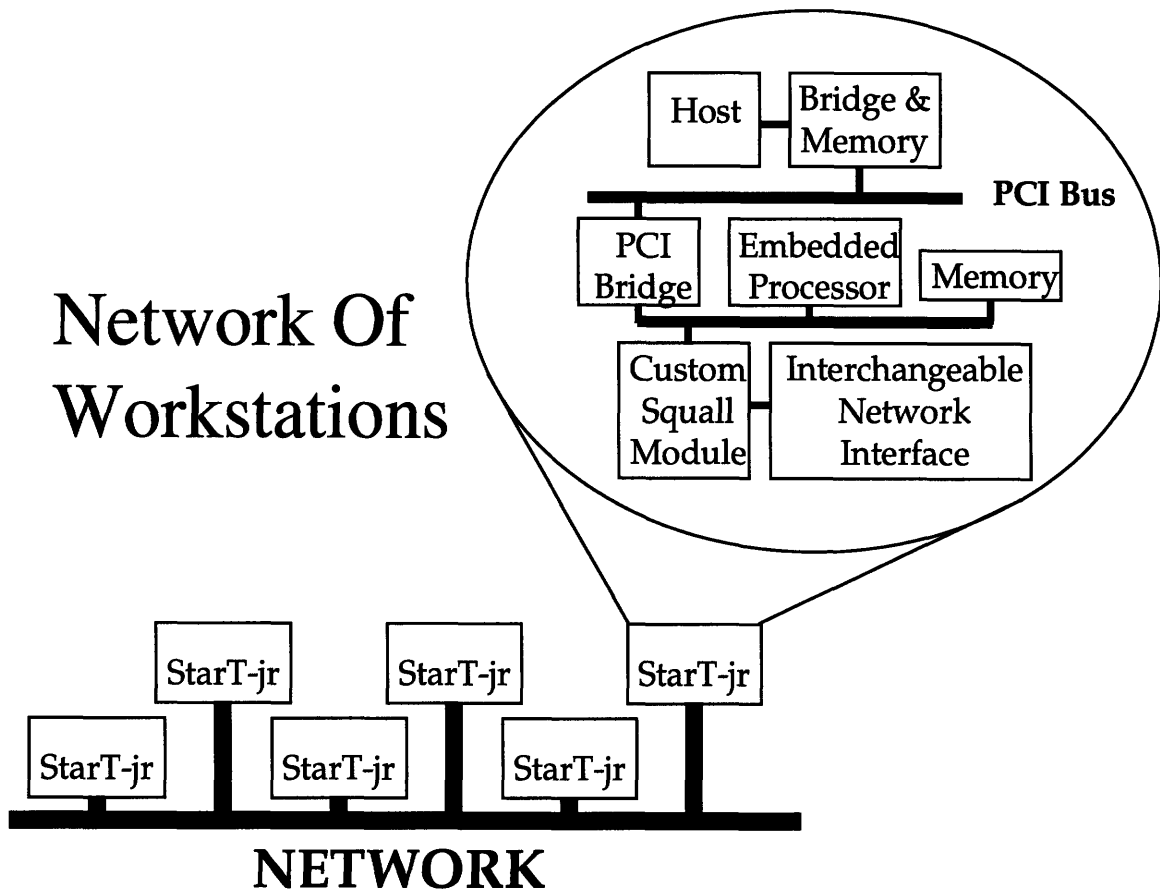 Host
Bridge &
Memory
PCI Bus
PCI
Bridge
Embedded
Processor
Memory
Network Of
Workstations
Custom
Squall
Module
Interchangeable
Network
Interface
StarT-jr
StarT-jr
StarT-jr
StarT-jr
StarT-jr
StarT-jr
NETWORK